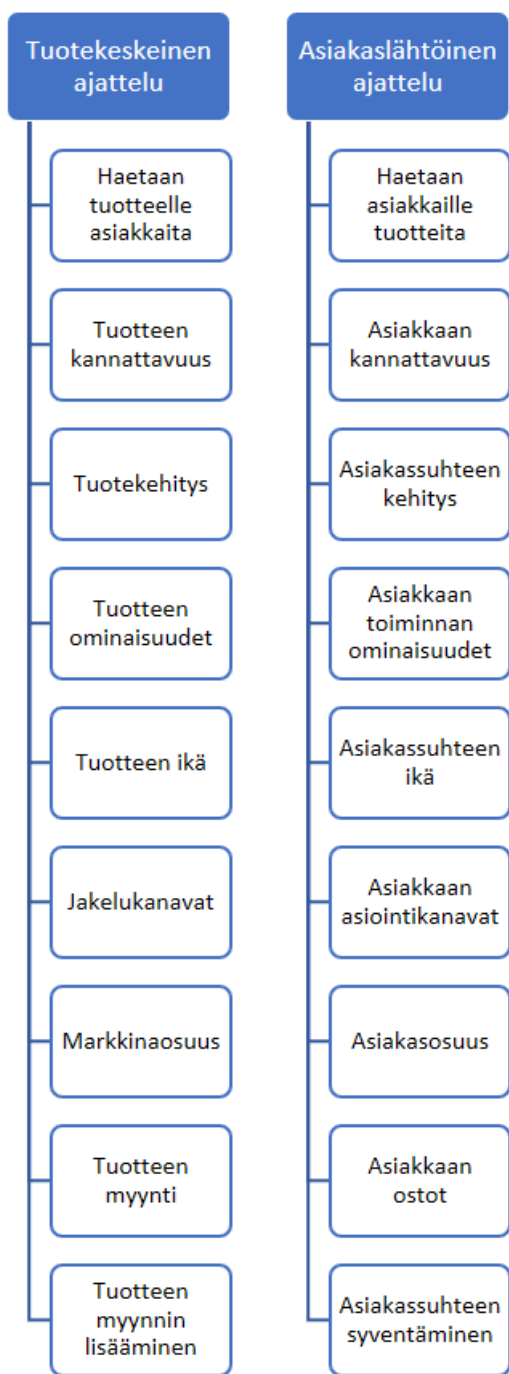 Tuotekeskeinen
ajattelu
Haetaan
tuotteelle
asiakkaita
Tuotteen
kannattavuus
Tuotekehitys
Tuotteen
ominaisuudet
Tuotteen ikä
Jakelukanavat
Markkinaosuus
Tuotteen
myynti
Tuotteen
myynnin
lisääminen
Asiakaslähtöinen
ajattelu
Haetaan
asiakkaille
tuotteita
Asiakkaan
kannattavuus
Asiakassuhteen
kehitys
Asiakkaan
toiminnan
ominaisuudet
Asiakassuhteen
ikä
Asiakkaan
asiointikanavat
Asiakasosuus
Asiakkaan
ostot
Asiakassuhteen
syventäminen